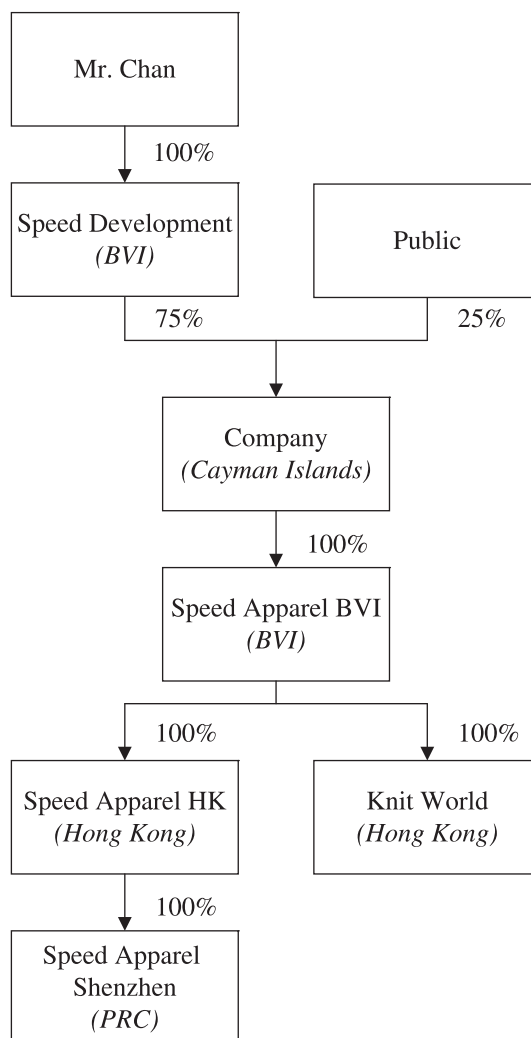 Mr. Chan
100%
Speed Development
(BVI)
Public
75%
25%
Company
(Cayman Islands)
100%
Speed Apparel BVI
(BVI)
100%
100%
Speed Apparel HK
(Hong Kong)
Knit World
(Hong Kong)
100%
Speed Apparel
Shenzhen
(PRC)